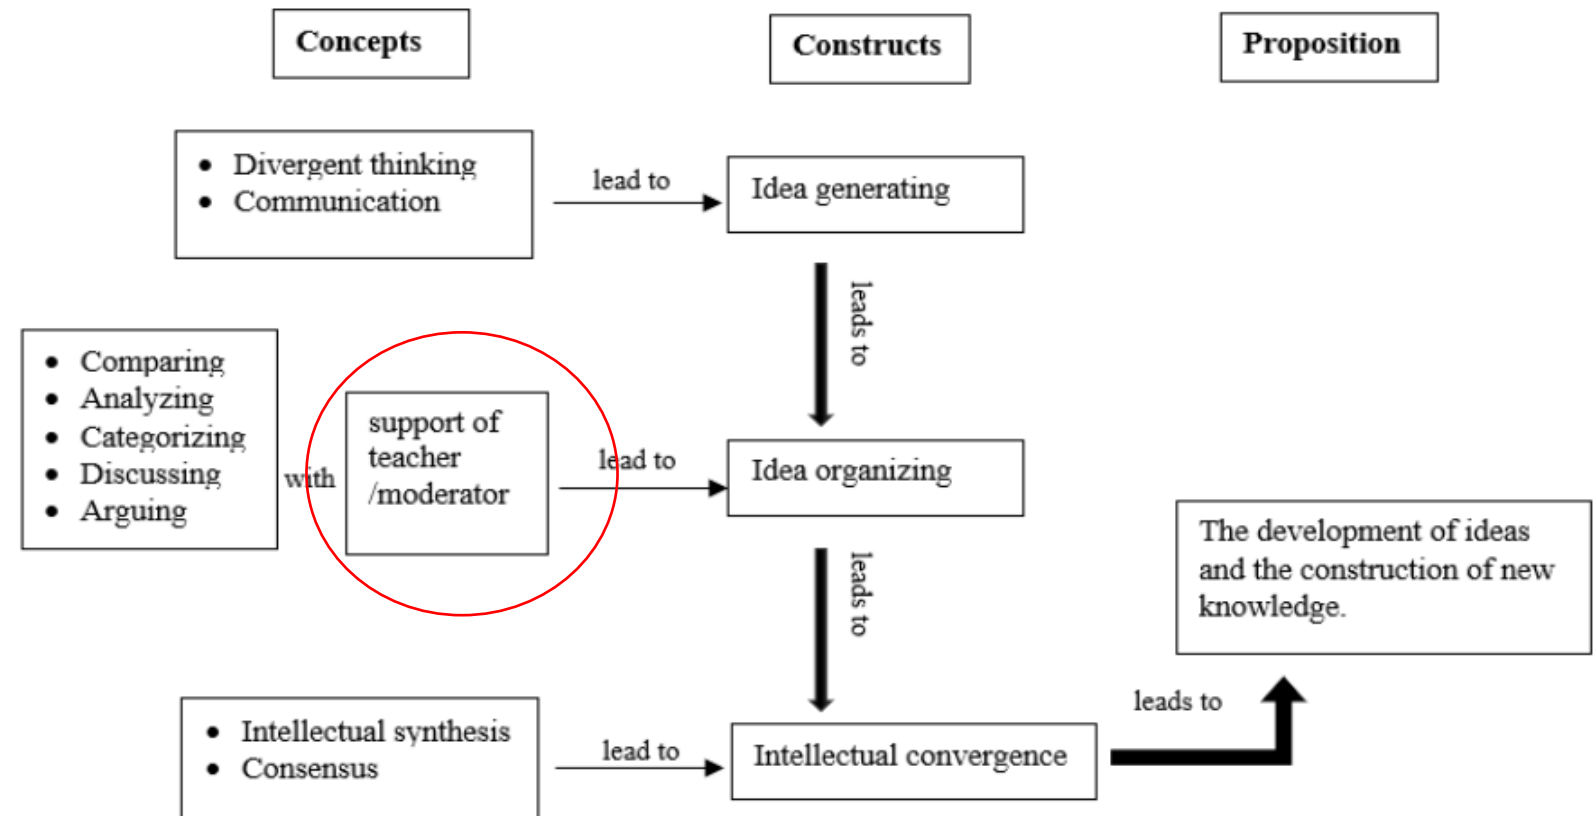 Concepts
Constructs
Proposition
• Divergent thinking
• Communication
lead to
Idea generating
leads to
• Comparing
• Analyzing
• Categorizing
• Discussing
• Arguing
with
support of
teacher
/moderator
lead to
Idea organizing
leads to
The development of ideas
and the construction of new
knowledge.
• Intellectual synthesis
• Consensus
lead to
Intellectual convergence
leads to